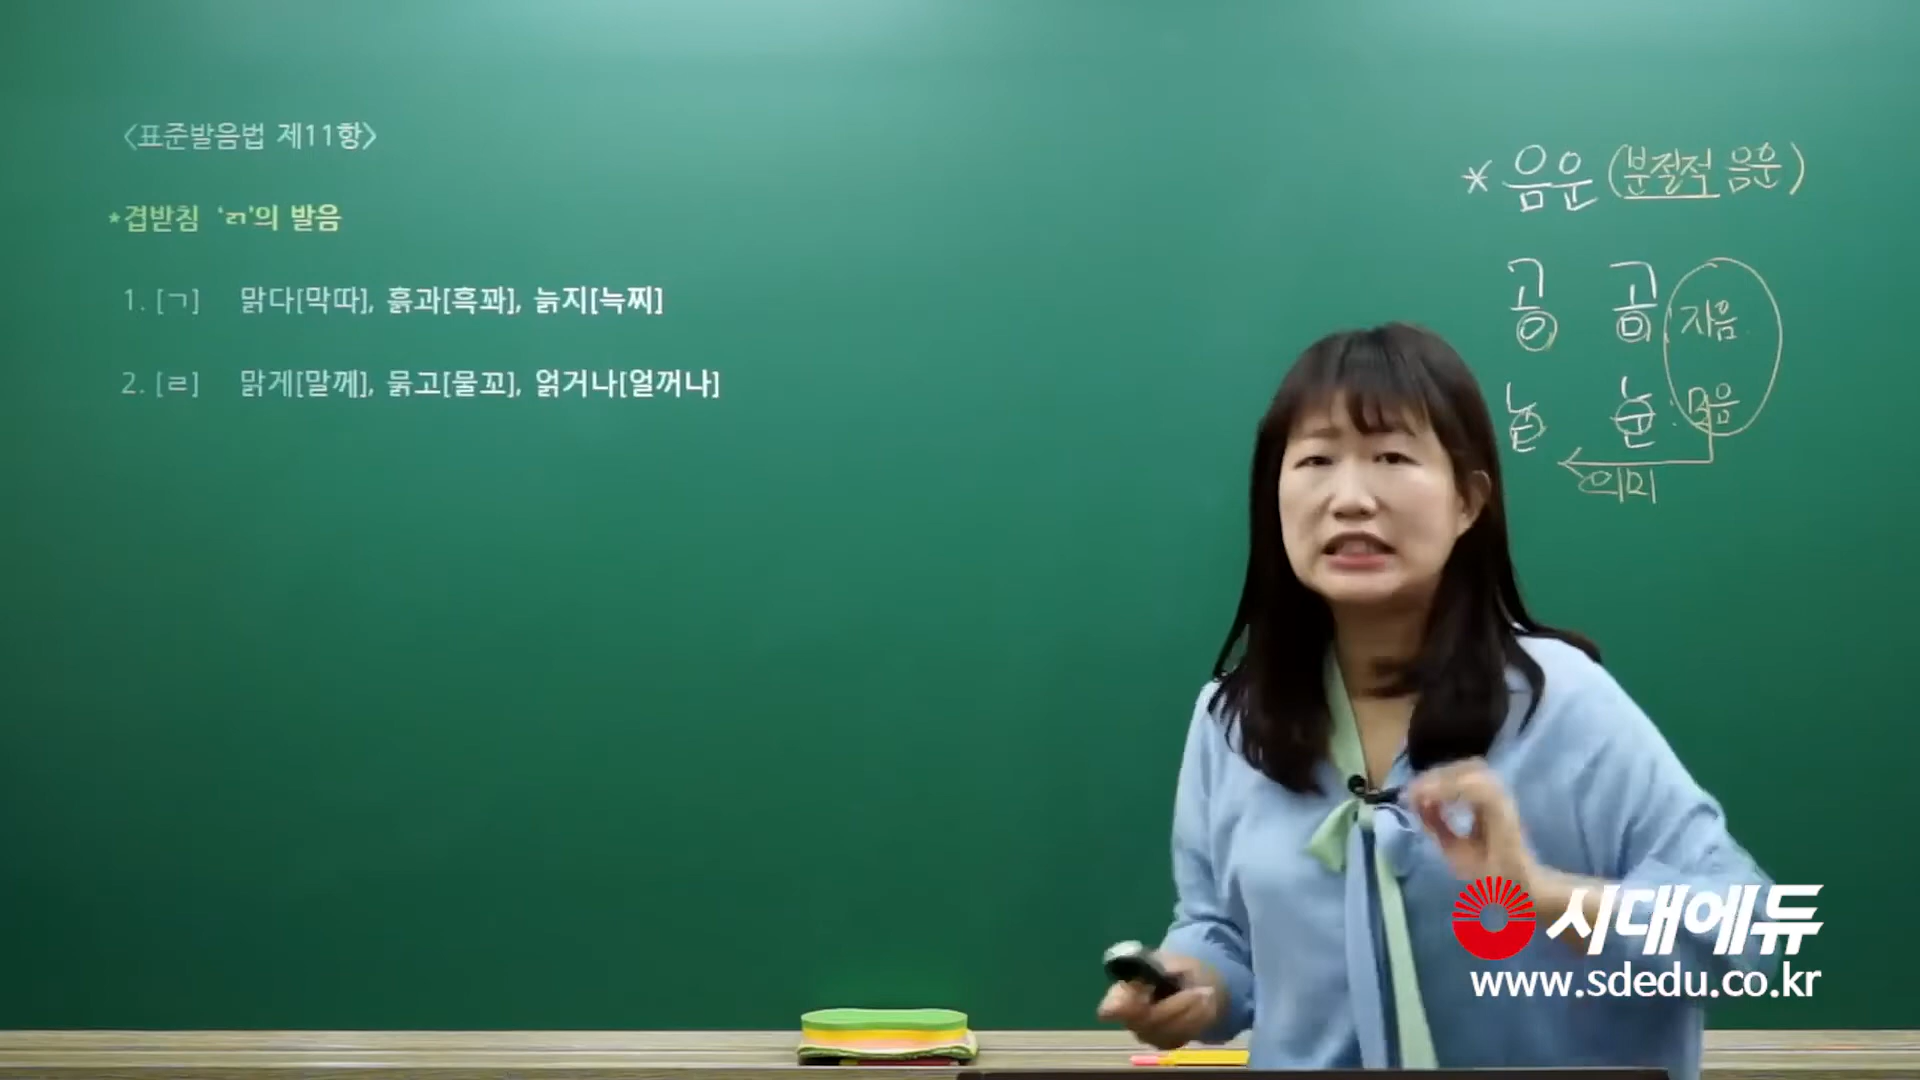 <표준발음법 제11항>
*겹받침 'ㄺ'의 발음
1. [ㄱ] 맑다[막따], 흙과[흑꽈], 늙지[늑찌]
2. [ㄹ] 맑게[말께], 묽고[물꼬], 얽거나[얼꺼나]
* 음운 (분절적 음운)
공 곰 자음
눈 눈: 모음
의미
시대에듀
www.sdedu.co.kr